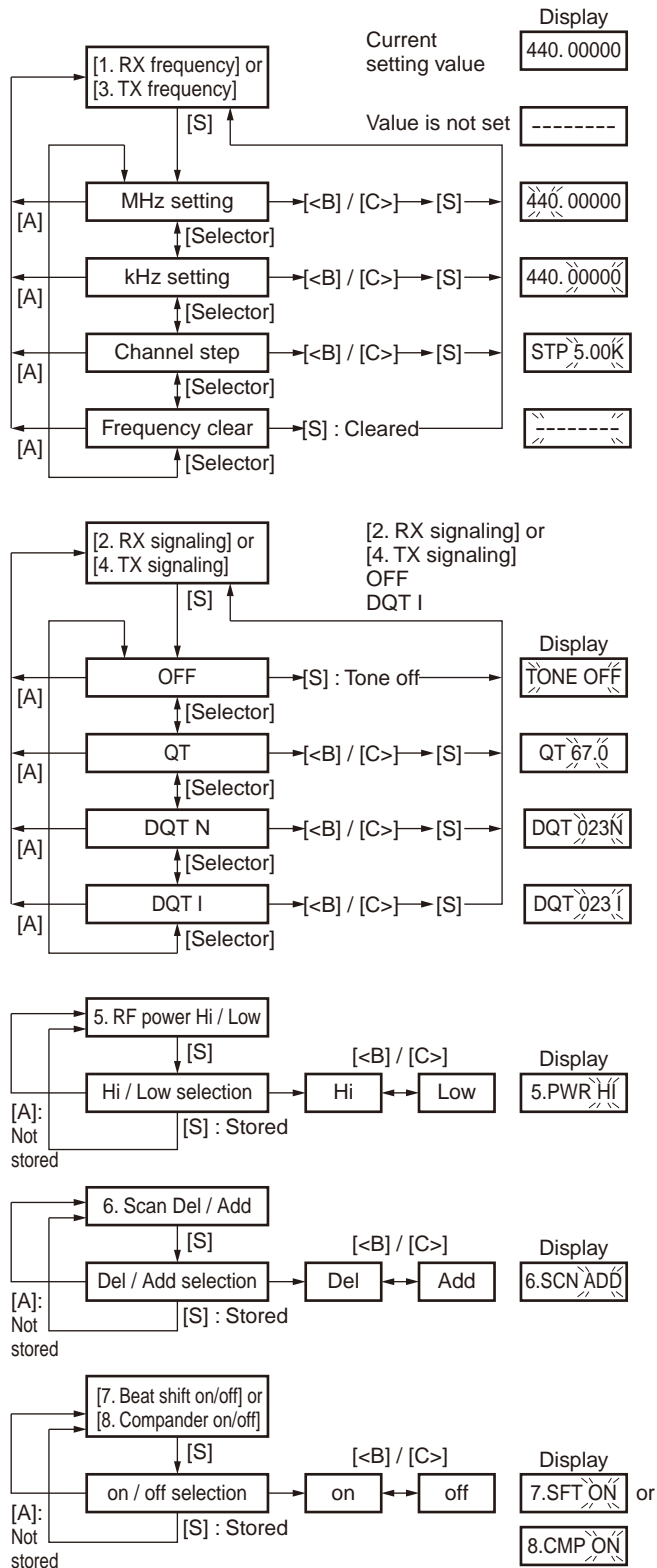 Display
[1. RX frequency] or
[3. TX frequency]
Current
setting value
440. 00000
[S]
Value is not set
--------
MHz setting
[<B] / [C>]
[S]
440. 00000
[A]
[Selector]
kHz setting
[<B] / [C>]
[S]
440. 00000
[A]
[Selector]
Channel step
[<B] / [C>]
[S]
STP 5.00K
[A]
[Selector]
Frequency clear
[S] : Cleared
--------
[A]
[Selector]
[2. RX signaling] or
[4. TX signaling]
[2. RX signaling] or
[4. TX signaling]
OFF
DQT I
[S]
Display
OFF
[S] : Tone off
TONE OFF
[A]
[Selector]
QT
[<B] / [C>]
[S]
QT 67.0
[A]
[Selector]
DQT N
[<B] / [C>]
[S]
DQT 023N
[A]
[Selector]
DQT I
[<B] / [C>]
[S]
DQT 023 I
[A]
[Selector]
5. RF power Hi / Low
[S]
[<B] / [C>]
Display
Hi / Low selection
Hi
Low
5.PWR HI
[A]:
Not
stored
[S] : Stored
6. Scan Del / Add
[S]
[<B] / [C>]
Display
Del / Add selection
Del
Add
6.SCN ADD
[A]:
Not
stored
[S] : Stored
[7. Beat shift on/off] or
[8. Compander on/off]
[S]
[<B] / [C>]
Display
on / off selection
on
off
7.SFT ON or
[A]:
Not
stored
[S] : Stored
8.CMP ON